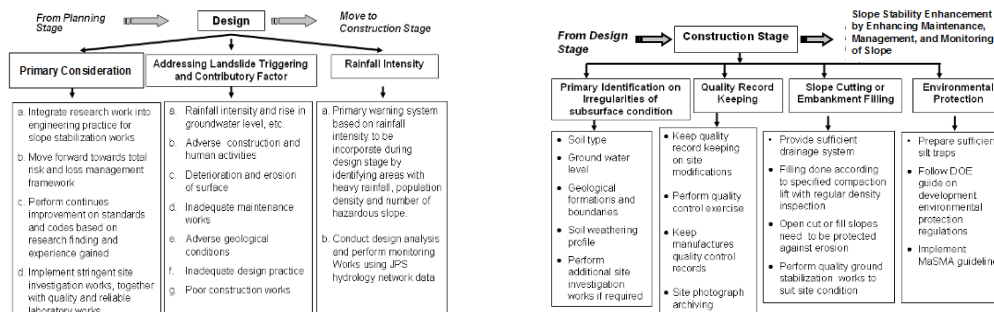 From Planning
Stage
Design
Move to
Construction Stage
Primary Consideration
Addressing Landslide Triggering
and Contributory Factor
Rainfall Intensity
a. Integrate research work into
engineering practice for
slope stabilization works
b. Move forward towards total
risk and loss management
framework
c. Perform continues
improvement on standards
and codes based on
research finding and
experience gained
d. Implement stringent site
investigation works, together
with quality and reliable
laboratory works
a. Rainfall intensity and rise in
groundwater level, etc.
b. Adverse construction and
human activities
c. Deterioration and erosion
of surface
d. Inadequate maintenance
works
e. Adverse geological
conditions
f. Inadequate design practice
g. Poor construction works
a. Primary warning system
based on rainfall
intensity to be
incorporate during
design stage by
identifying areas with
heavy rainfall, population
density and number of
hazardous slope.
b. Conduct design analysis
and perform monitoring
Works using JPS
hydrology network data
From Design
Stage
Construction Stage
Slope Stability Enhancement
by Enhancing Maintenance,
Management, and Monitoring
of Slope
Primary Identification on
Irregularities of
subsurface condition
Quality Record
Keeping
Slope Cutting or
Embankment Filling
Environmental
Protection
• Soil type
• Ground water
level
• Geological
formations and
boundaries
• Soil weathering
profile
• Perform
additional site
investigation
works if required
• Keep quality
record keeping
on site
modifications
• Perform quality
control exercise
• Keep
manufactures
quality control
records
• Site photograph
archiving
• Provide sufficient
drainage system
• Filling done according
to specified compaction
lift with regular density
inspection
• Open cut or fill slopes
need to be protected
against erosion
• Perform quality ground
stabilization works to
suit site condition
• Prepare sufficient
silt traps
• Follow DOE
guide on
development
environmental
protection
regulations
• Implement
MaSMA guideline